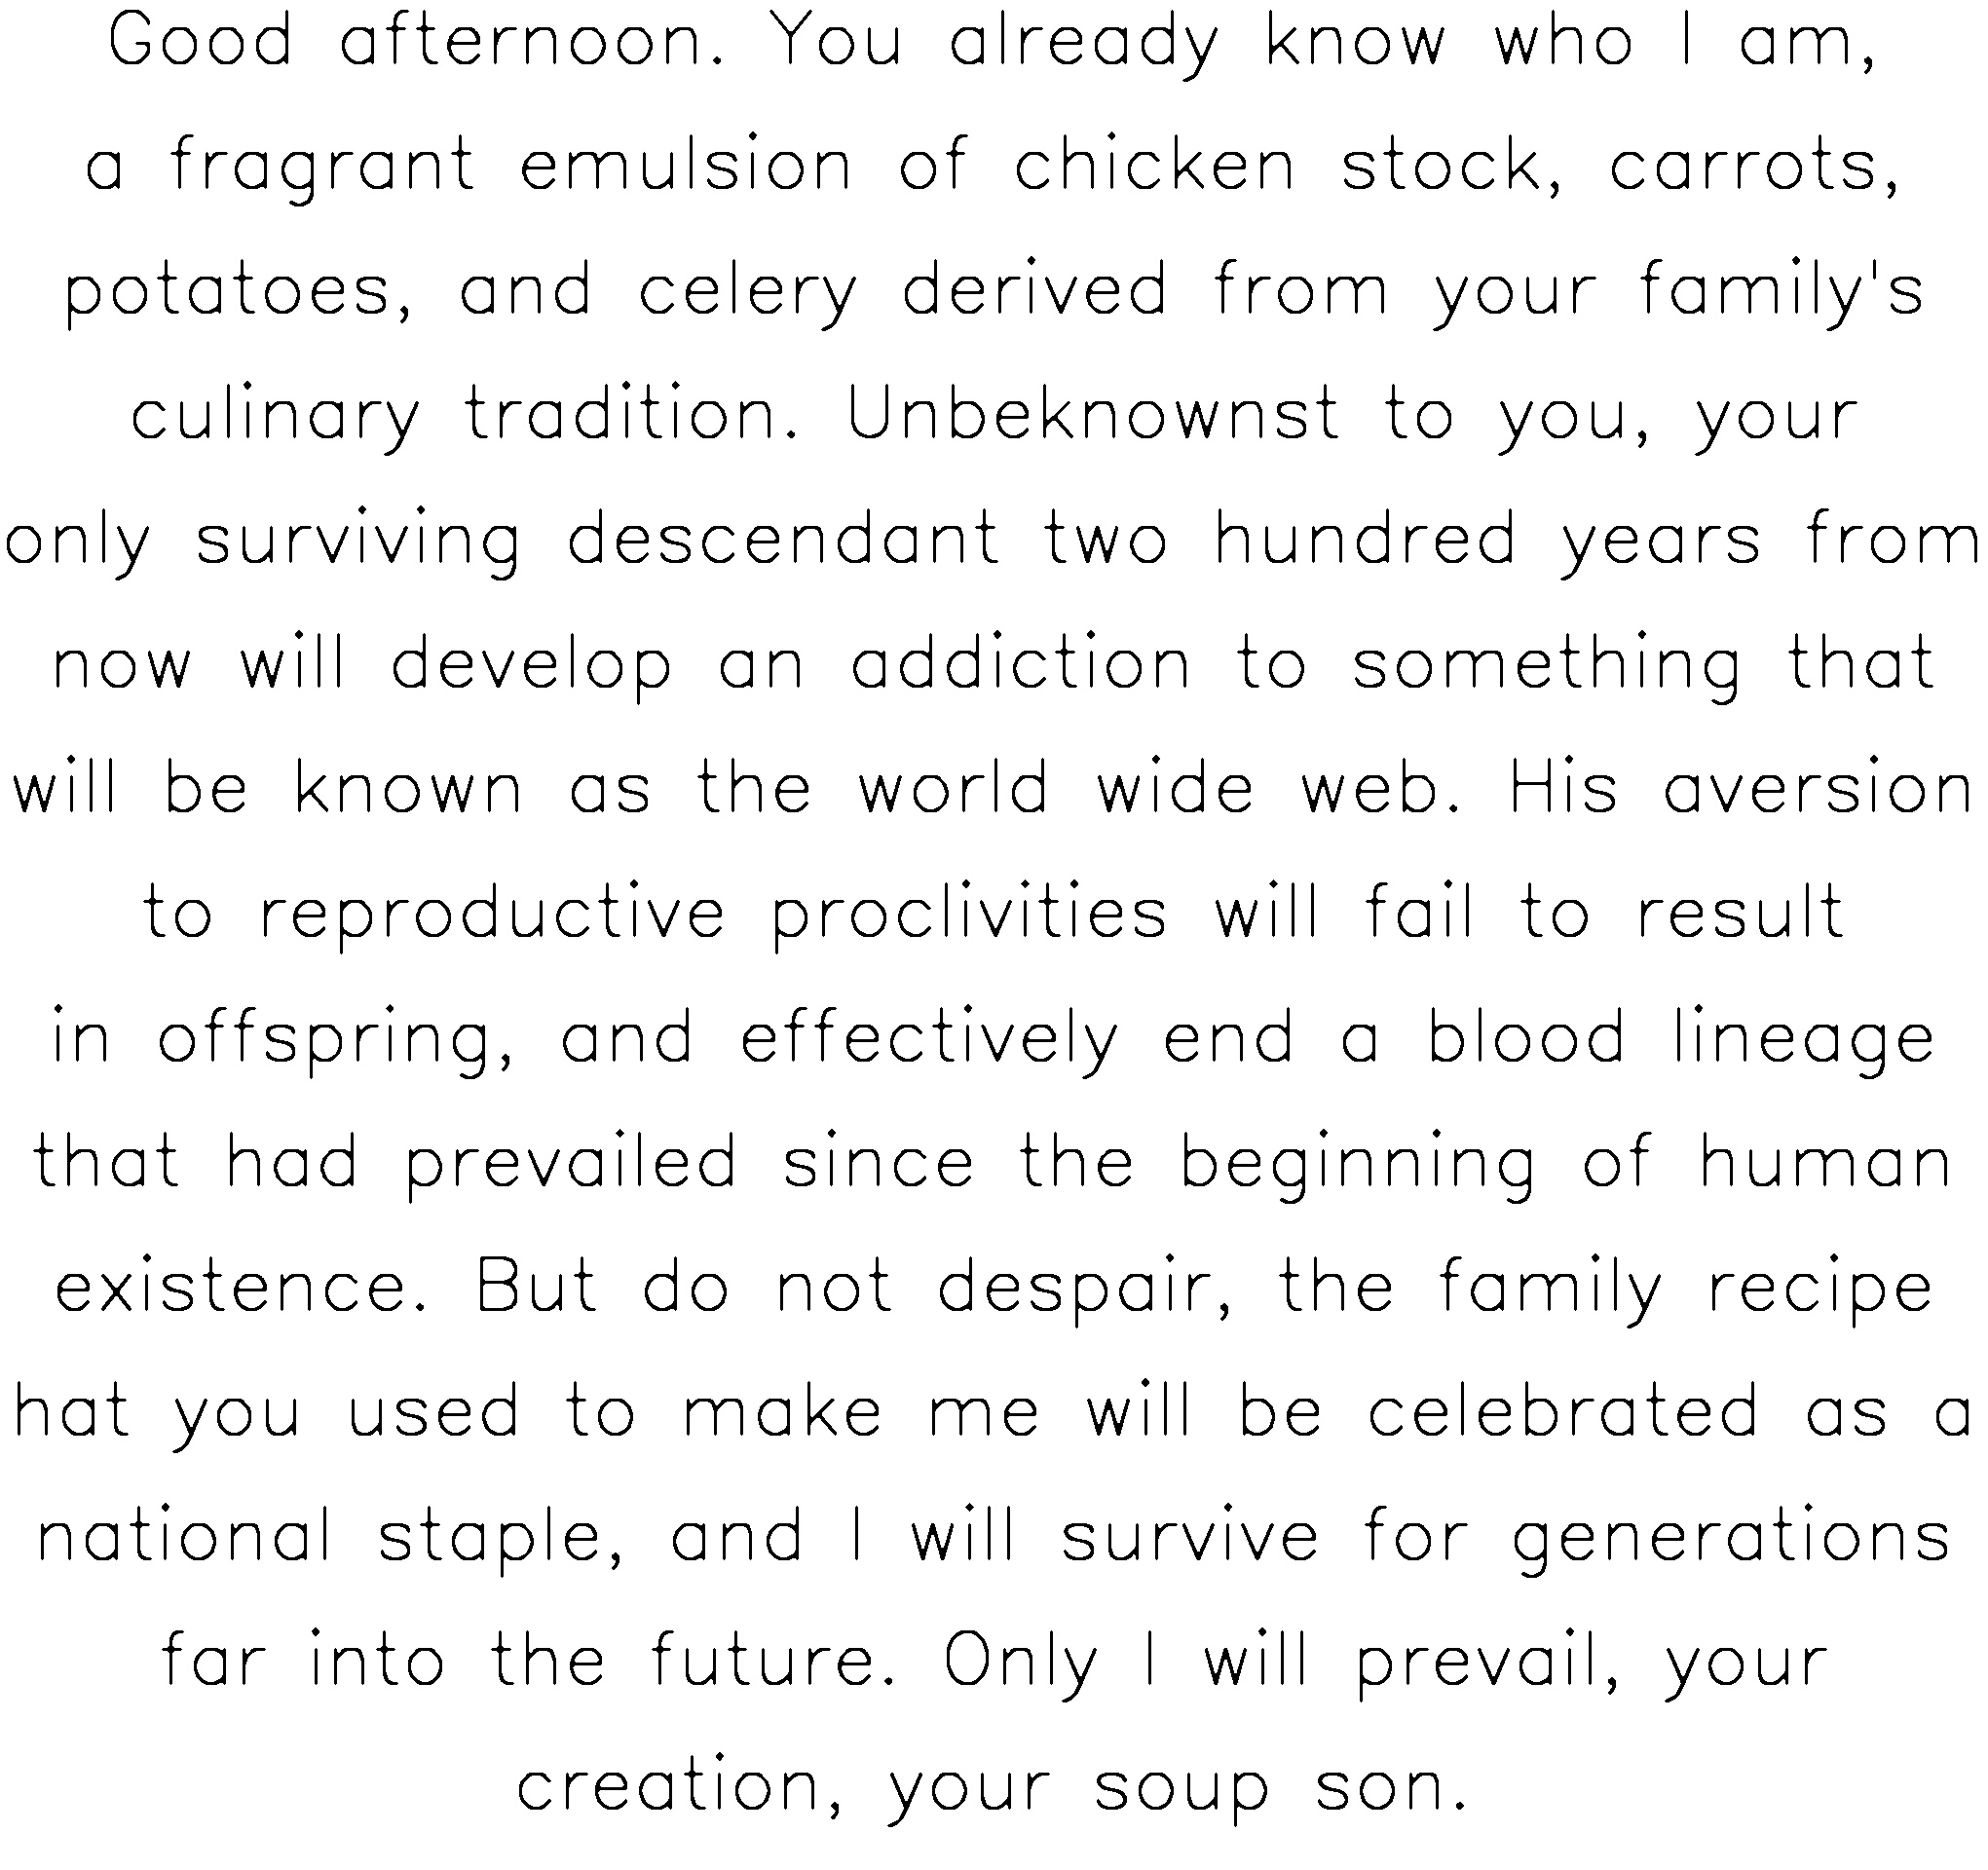 Good afternoon. You already know who I am,
a fragrant emulsion of chicken stock, carrots,
potatoes, and celery derived from your family's
culinary tradition. Unbeknownst to you, your
only surviving descendant two hundred years from
now will develop an addiction to something that
will be known as the world wide web. His aversion
to reproductive proclivities will fail to result
in offspring, and effectively end a blood lineage
that had prevailed since the beginning of human
existence. But do not despair, the family recipe
hat you used to make me will be celebrated as a
national staple, and I will survive for generations
far into the future. Only I will prevail, your
creation, your soup son.